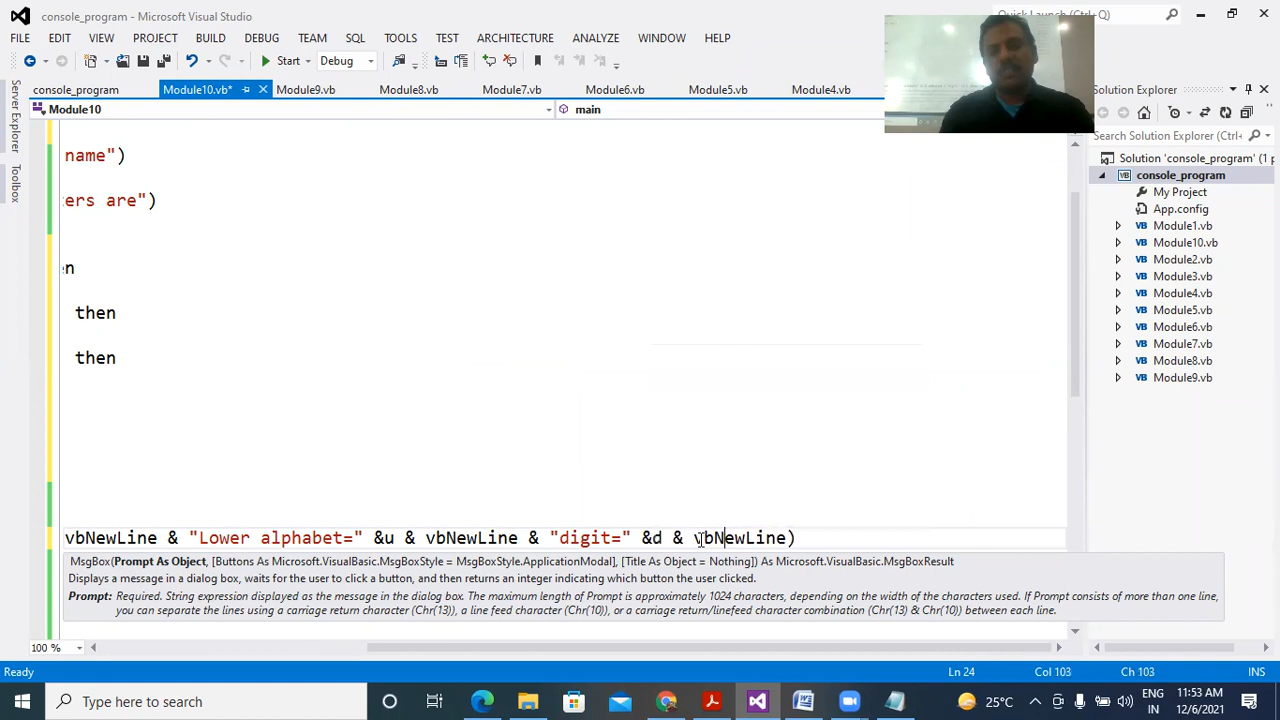 console_program - Microsoft Visual Studio
Quick Launch (Ctrl+Q)
FILE EDIT VIEW PROJECT BUILD DEBUG TEAM SQL TOOLS TEST ARCHITECTURE ANALYZE WINDOW HELP
Start Debug
console_program Module10.vb* Module9.vb Module8.vb Module7.vb Module6.vb Module5.vb Module4.vb
Solution Explorer
Module10 main
Server Explorer
Toolbox
Search Solution Explorer (Ctrl+
Solution 'console_program' (1 p
console_program
My Project
App.config
Module1.vb
Module10.vb
Module2.vb
Module3.vb
Module4.vb
Module5.vb
Module6.vb
Module7.vb
Module8.vb
Module9.vb
name")
ers are")
n
then
then
vbNewLine & "Lower alphabet=" &u & vbNewLine & "digit=" &d & vbNewLine)
MsgBox(Prompt As Object, [Buttons As Microsoft.VisualBasic.MsgBoxStyle = MsgBoxStyle.ApplicationModal], [Title As Object = Nothing]) As Microsoft.VisualBasic.MsgBoxResult
Displays a message in a dialog box, waits for the user to click a button, and then returns an integer indicating which button the user clicked.
Prompt: Required. String expression displayed as the message in the dialog box. The maximum length of Prompt is approximately 1024 characters, depending on the width of the characters used. If Prompt consists of more than one line,
you can separate the lines using a carriage return character (Chr(13)), a line feed character (Chr(10)), or a carriage return/linefeed character combination (Chr(13) & Chr(10)) between each line.
100 %
Ready Ln 24 Col 103 Ch 103 INS
Type here to search
25°C
ENG
IN
11:53 AM
12/6/2021